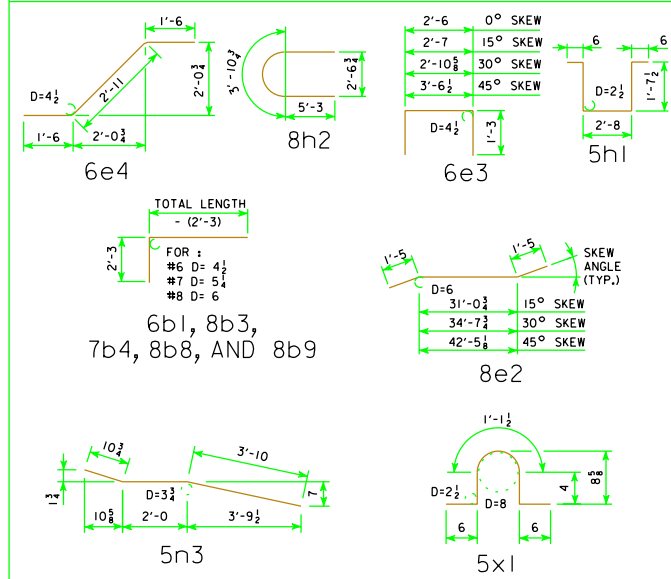 1'-6
D=4½
2'-11
2'-0¾
1'-6
2'-0¾
6e4
3'-10¾
2'-6¾
5'-3
8h2
2'-6 0° SKEW
2'-7 15° SKEW
2'-10⅝ 30° SKEW
3'-6½ 45° SKEW
D=4½
1'-3
6e3
6
6
D=2½
1'-7½
2'-8
5h1
TOTAL LENGTH
- (2'-3)
2'-3
FOR :
#6 D= 4½
#7 D= 5¼
#8 D= 6
6b1, 8b3,
7b4, 8b8, AND 8b9
1'-5
1'-5
SKEW
ANGLE
(TYP.)
D=6
31'-0¾ 15° SKEW
34'-7¾ 30° SKEW
42'-5⅛ 45° SKEW
8e2
10¾
3'-10
1¾
D=3¾
7
10⅝
2'-0
3'-9½
5n3
1'-1½
D=2½
D=8
4
8⅝
6
6
5x1